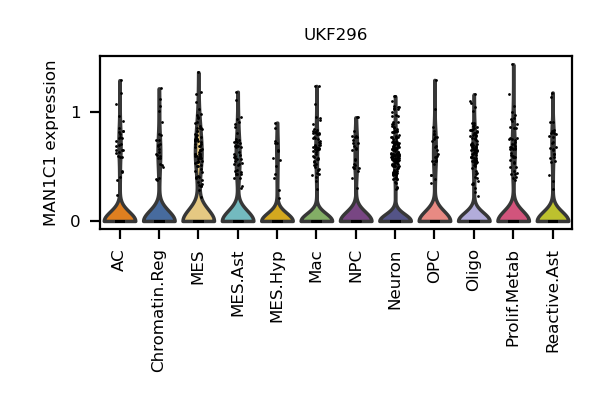 UKF296
MAN1C1 expression
1
0
AC
Chromatin.Reg
MES
MES.Ast
MES.Hyp
Mac
NPC
Neuron
OPC
Oligo
Prolif.Metab
Reactive.Ast